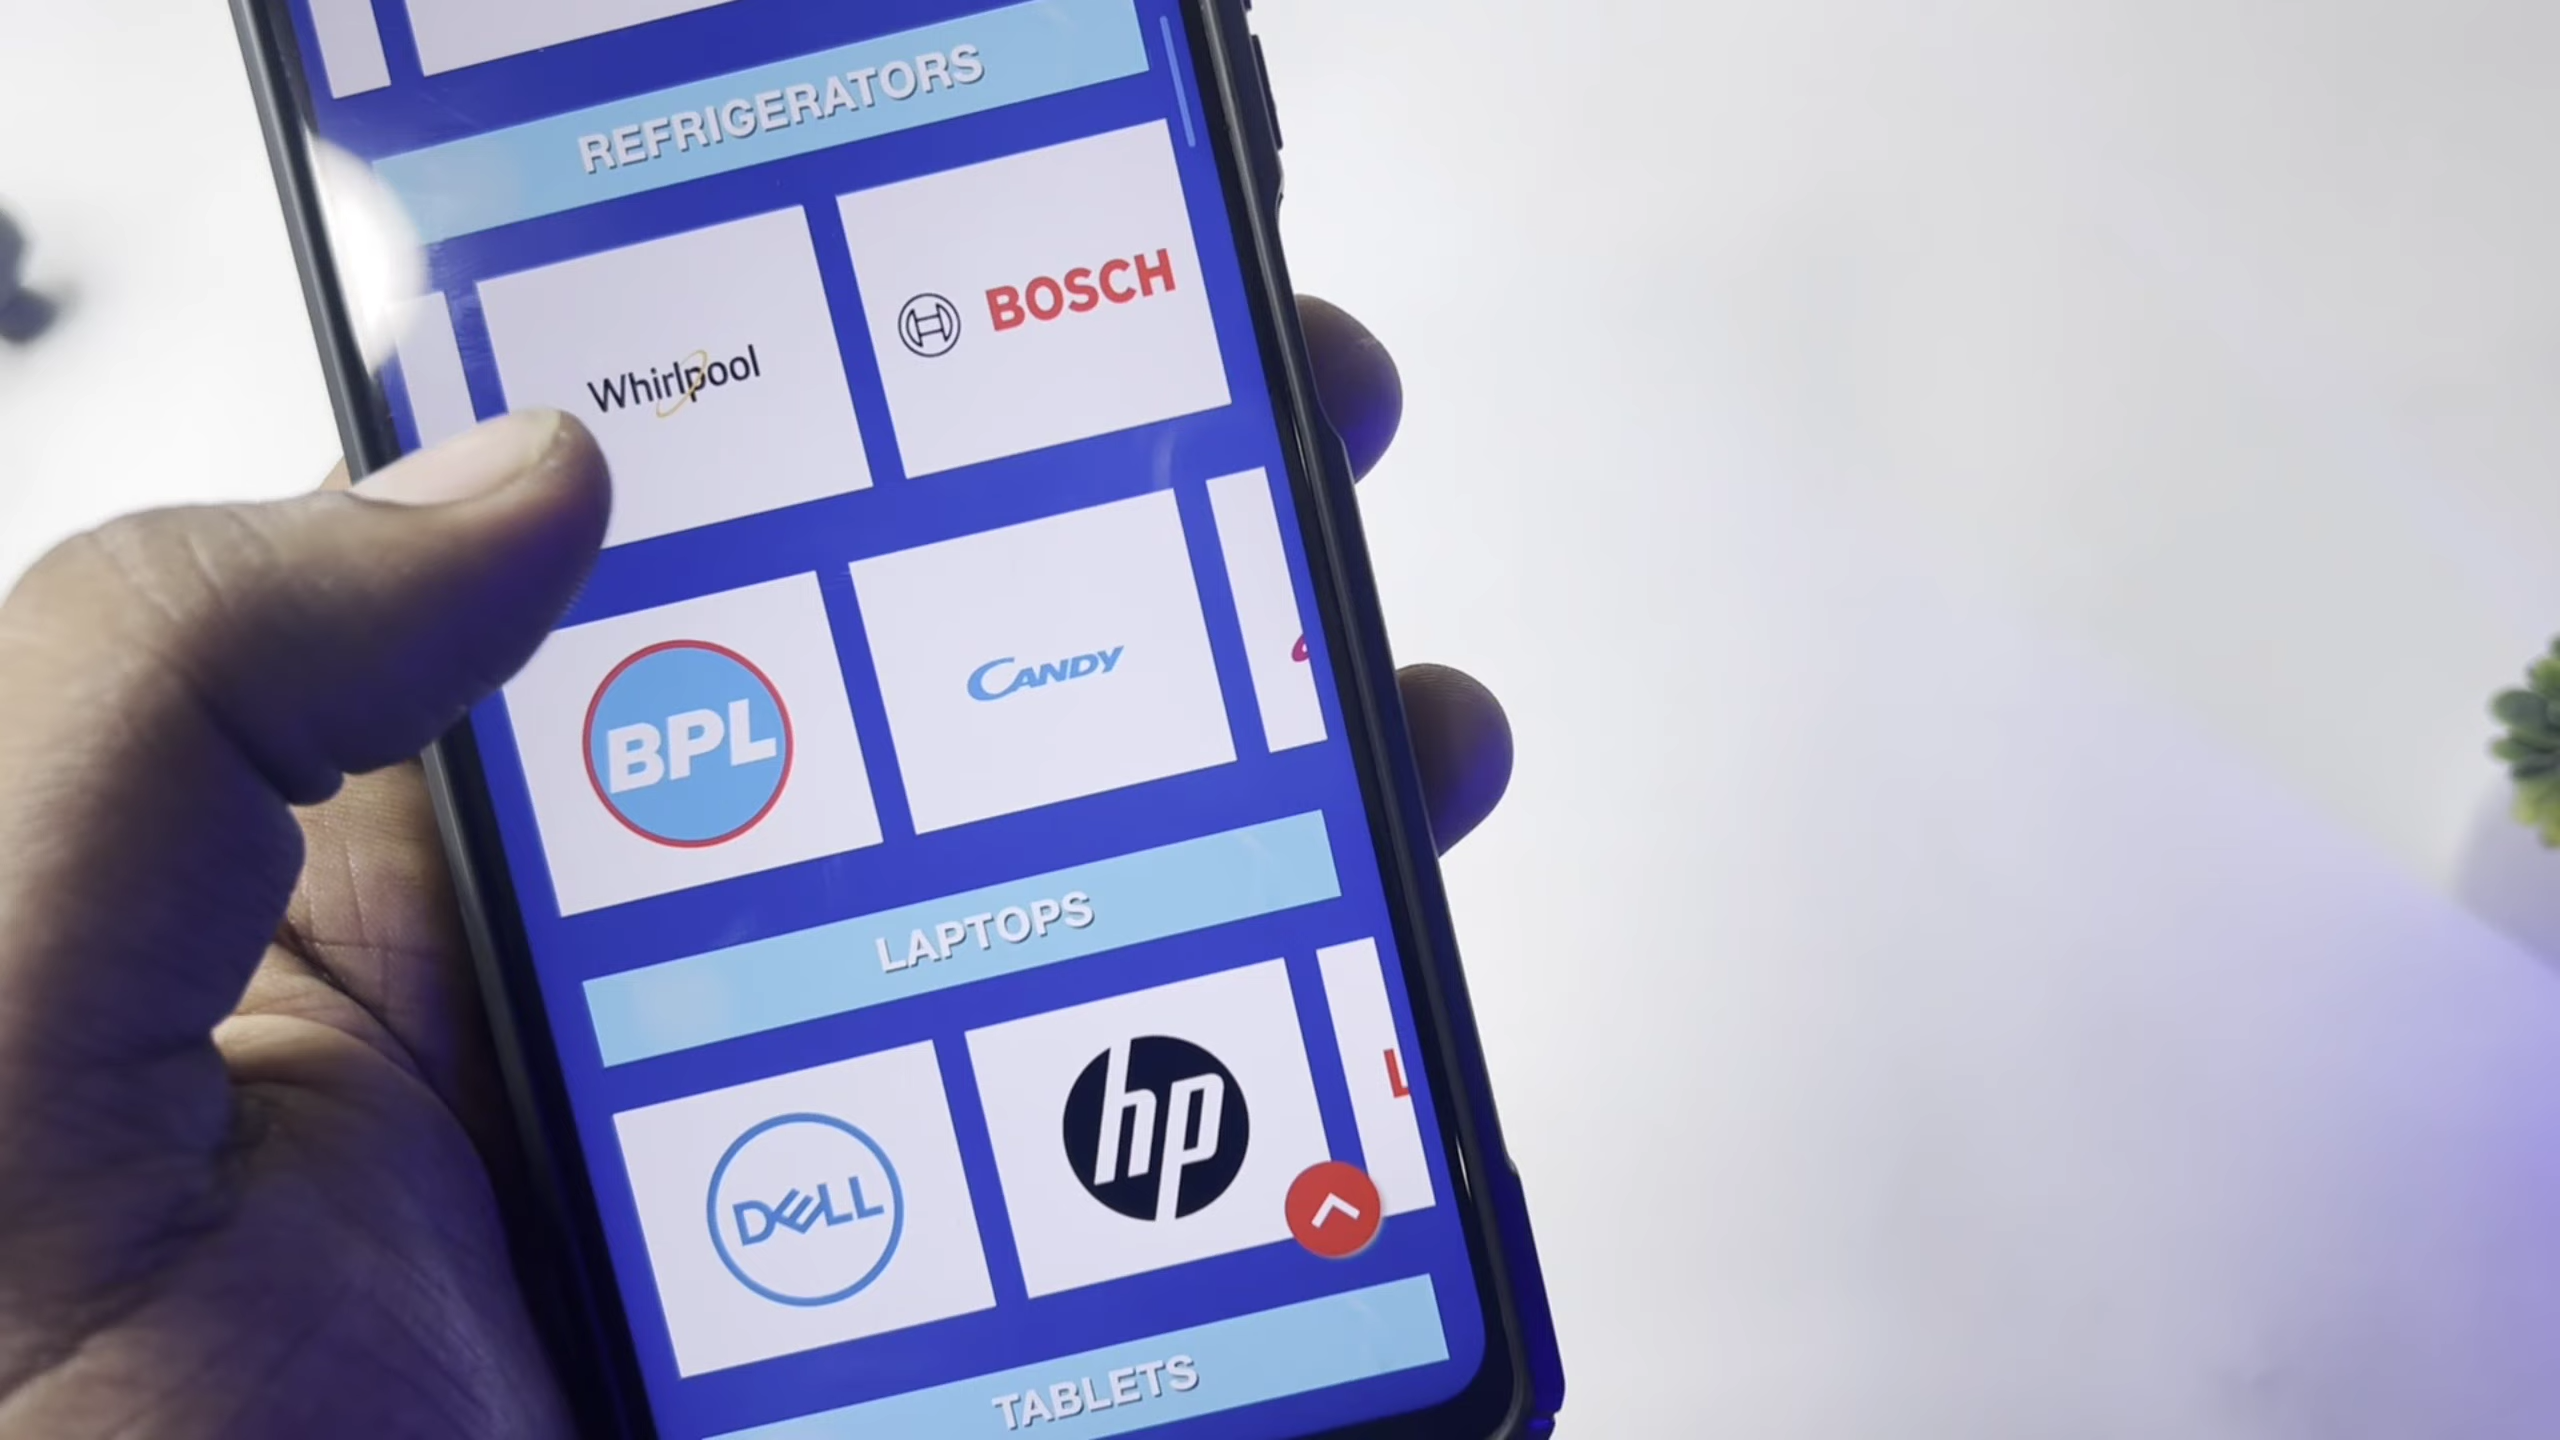 REFRIGERATORS
Whirlpool
BOSCH
BPL
CANDY
LAPTOPS
DELL
hp
L
TABLETS